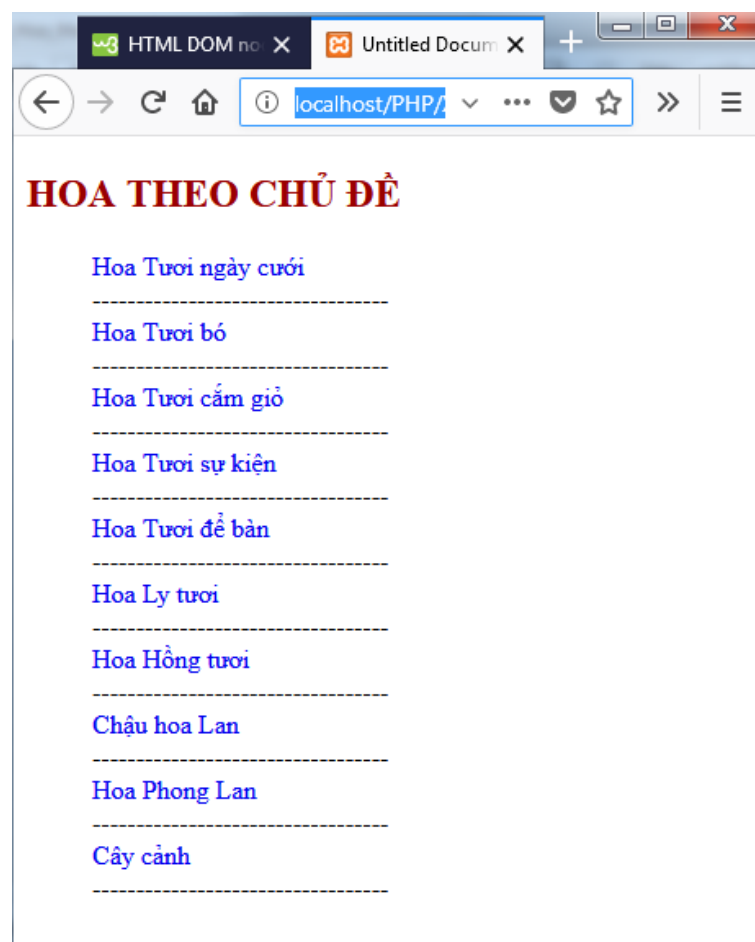 HTML DOM no
Untitled Docum
localhost/PHP/
HOA THEO CHỦ ĐỀ
Hoa Tươi ngày cưới
----------------------------------
Hoa Tươi bó
----------------------------------
Hoa Tươi cắm giỏ
----------------------------------
Hoa Tươi sự kiện
----------------------------------
Hoa Tươi để bàn
----------------------------------
Hoa Ly tươi
----------------------------------
Hoa Hồng tươi
----------------------------------
Chậu hoa Lan
----------------------------------
Hoa Phong Lan
----------------------------------
Cây cảnh
----------------------------------